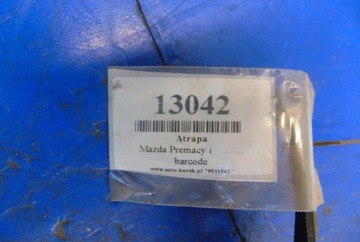 13042
Atrapa
Mazda Premacy i
barcode
www.auto-kurek.pl